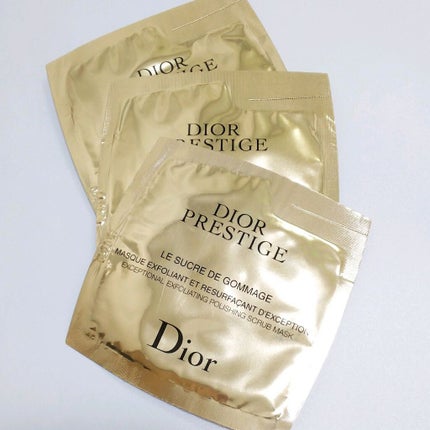 DIOR
PRESTIGE
DIOR
PRESTIGE
DIOR
PRESTIGE
LE SUCRE DE GOMMAGE
MASQUE EXFOLIANT ET RESURFAÇANT D'EXCEPTION
EXCEPTIONAL EXFOLIATING POLISHING SCRUB MASK
Dior